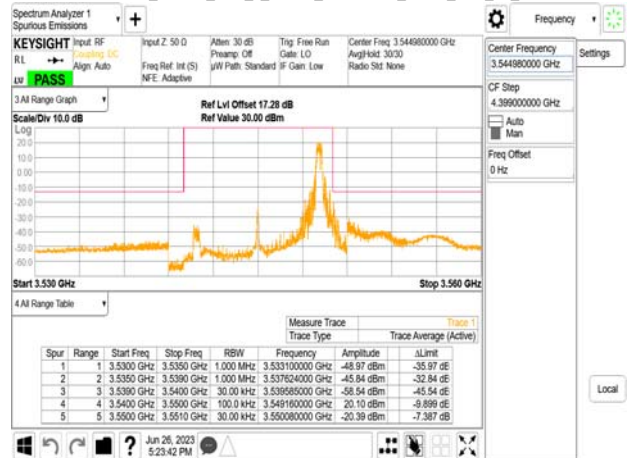 Spectrum Analyzer 1
Spurious Emissions
Frequency
KEYSIGHT Input: RF Input Z: 50 Ω Atten: 30 dB Trig: Free Run Center Freq: 3.544980000 GHz
RL Coupling: DC Preamp: Off Gate: LO Avg|Hold: 30/30
Align: Auto Freq Ref: Int (S) µW Path: Standard IF Gain: Low Radio Std: None
NFE: Adaptive
PASS
Center Frequency
3.544980000 GHz
Settings
CF Step
4.399000000 GHz
Auto
Man
Freq Offset
0 Hz
3 All Range Graph
Ref Lvl Offset 17.28 dB
Scale/Div 10.0 dB Ref Value 30.00 dBm
Log
20.0
10.0
0.00
-10.0
-20.0
-30.0
-40.0
-50.0
-60.0
Start 3.530 GHz Stop 3.560 GHz
4 All Range Table
Measure Trace Trace 1
Trace Type Trace Average (Active)
Spur Range Start Freq Stop Freq RBW Frequency Amplitude ΔLimit
1 1 3.5300 GHz 3.5350 GHz 1.000 MHz 3.533100000 GHz -48.97 dBm -35.97 dB
2 2 3.5350 GHz 3.5390 GHz 1.000 MHz 3.537624000 GHz -45.84 dBm -32.84 dB
3 3 3.5390 GHz 3.5400 GHz 30.00 kHz 3.539585000 GHz -58.54 dBm -45.54 dB
4 4 3.5400 GHz 3.5500 GHz 100.0 kHz 3.549160000 GHz 20.10 dBm -9.899 dB
5 5 3.5500 GHz 3.5510 GHz 30.00 kHz 3.550080000 GHz -20.39 dBm -7.387 dB
Local
Jun 26, 2023
5:23:42 PM